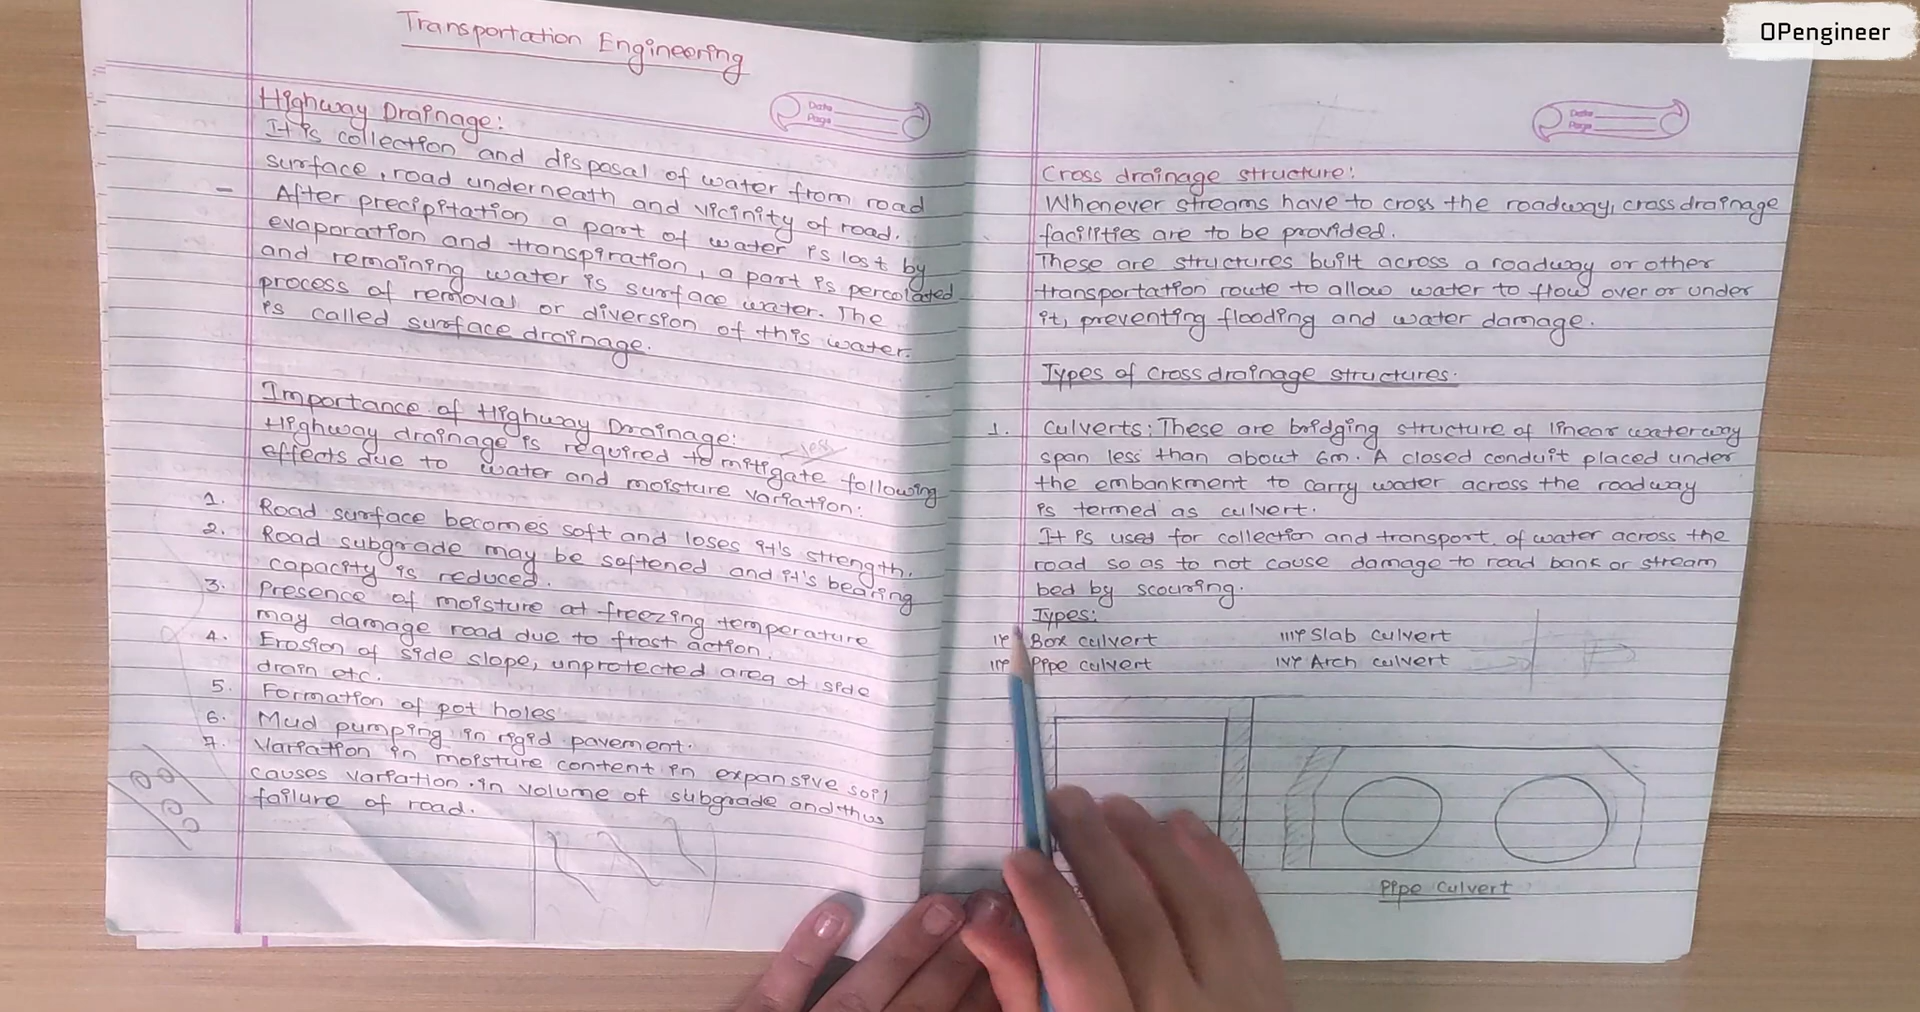 OPengineer
Transportation Engineering
Date
Page
Highway Drainage:
It is collection and disposal of water from road
surface, road underneath and vicinity of road.
- After precipitation a part of water is lost by
evaporation and transpiration, a part is percolated
and remaining water is surface water. The
process of removal or diversion of this water.
is called surface drainage.
Importance of Highway Drainage:
Highway drainage is required to mitigate following
effects due to water and moisture variation:
1. Road surface becomes soft and loses it's strength.
2. Road subgrade may be softened and it's bearing
capacity is reduced.
3. Presence of moisture at freezing temperature
may damage road due to frost action.
4. Erosion of side slope, unprotected area of side
drain etc.
5. Formation of pot holes
6. Mud pumping in rigid pavement.
7. Variation in moisture content in expansive soil
causes variation in volume of subgrade and thus
failure of road.
Date
Page
Cross drainage structure:
Whenever streams have to cross the roadway, cross drainage
facilities are to be provided.
These are structures built across a roadway or other
transportation route to allow water to flow over or under
it, preventing flooding and water damage.
Types of cross drainage structures.
1. Culverts: These are bridging structure of linear waterway
span less than about 6m. A closed conduit placed under
the embankment to carry water across the roadway
is termed as culvert.
It is used for collection and transport of water across the
road so as to not cause damage to road bank or stream
bed by scouring.
Types:
i) Box culvert iii) Slab culvert
ii) Pipe culvert iv) Arch culvert
Pipe Culvert